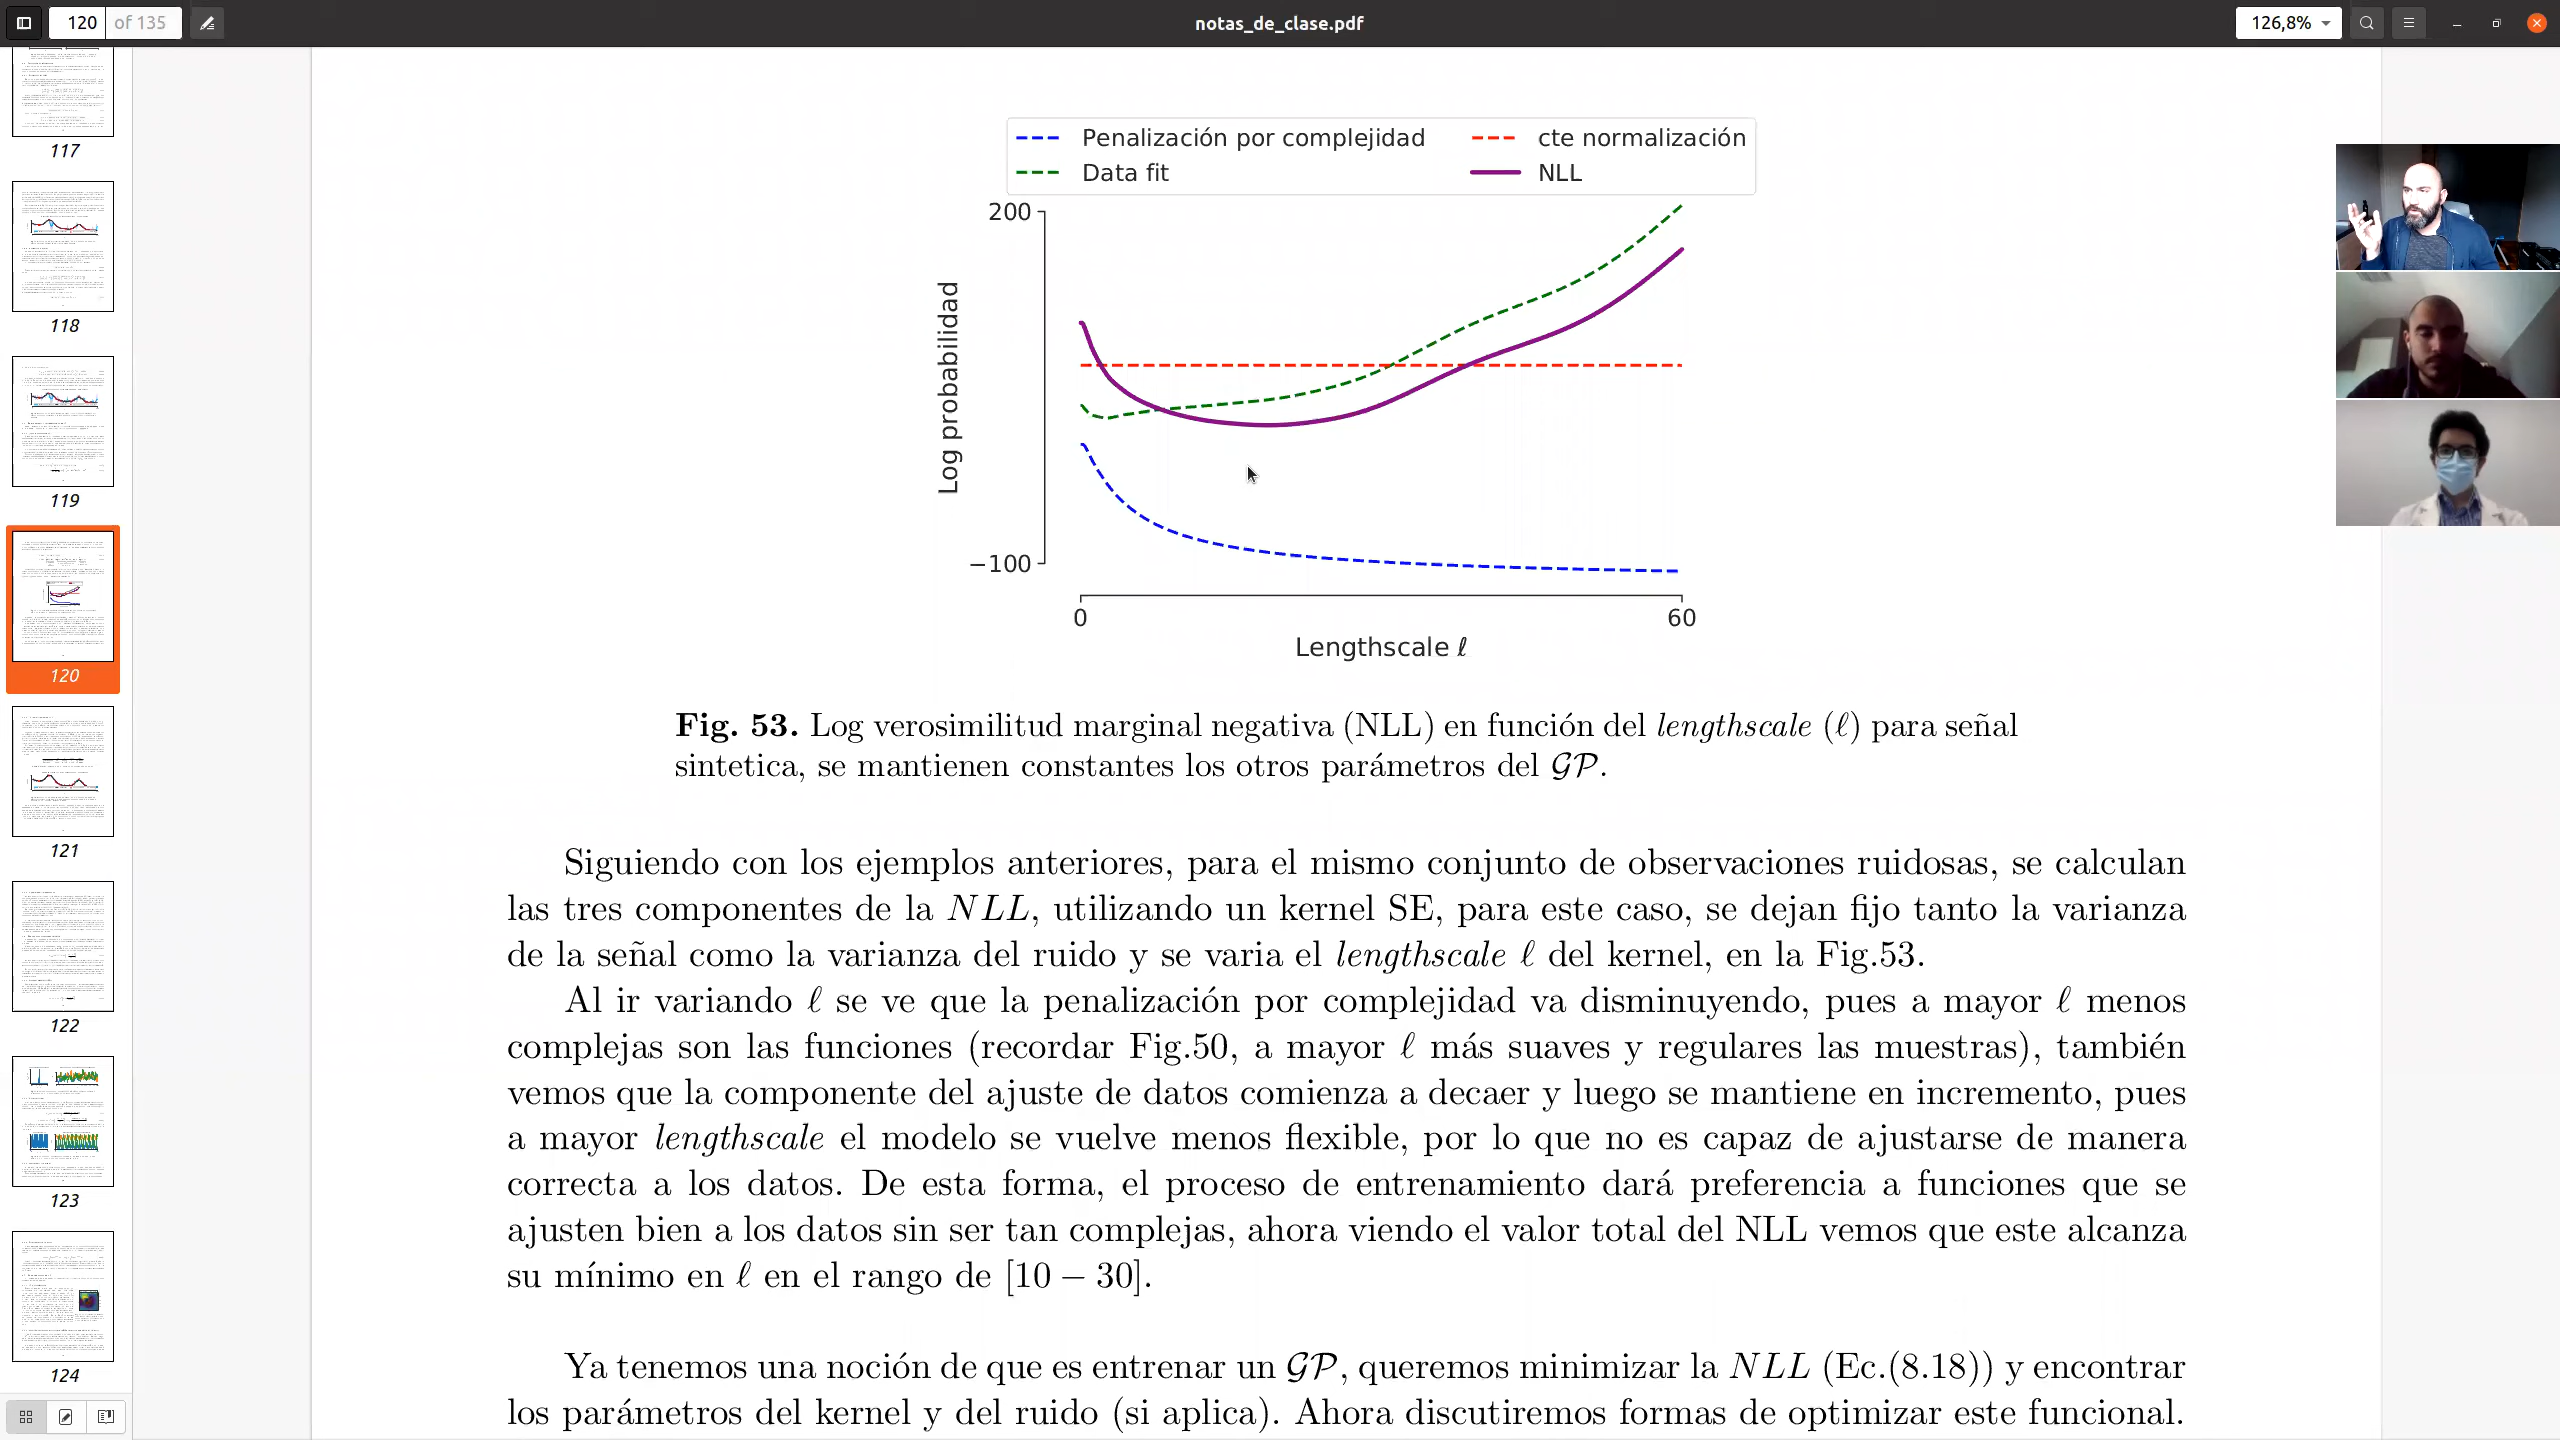 120 of 135
notas_de_clase.pdf
126,8%
117
118
119
120
121
122
123
124
Penalización por complejidad
cte normalización
Data fit
NLL
200
−100
Log probabilidad
0
60
Lengthscale ℓ
Fig. 53. Log verosimilitud marginal negativa (NLL) en función del lengthscale (ℓ) para señal
sintetica, se mantienen constantes los otros parámetros del 𝒢𝒫.
Siguiendo con los ejemplos anteriores, para el mismo conjunto de observaciones ruidosas, se calculan
las tres componentes de la NLL, utilizando un kernel SE, para este caso, se dejan fijo tanto la varianza
de la señal como la varianza del ruido y se varia el lengthscale ℓ del kernel, en la Fig.53.
Al ir variando ℓ se ve que la penalización por complejidad va disminuyendo, pues a mayor ℓ menos
complejas son las funciones (recordar Fig.50, a mayor ℓ más suaves y regulares las muestras), también
vemos que la componente del ajuste de datos comienza a decaer y luego se mantiene en incremento, pues
a mayor lengthscale el modelo se vuelve menos flexible, por lo que no es capaz de ajustarse de manera
correcta a los datos. De esta forma, el proceso de entrenamiento dará preferencia a funciones que se
ajusten bien a los datos sin ser tan complejas, ahora viendo el valor total del NLL vemos que este alcanza
su mínimo en ℓ en el rango de [10 − 30].
Ya tenemos una noción de que es entrenar un 𝒢𝒫, queremos minimizar la NLL (Ec.(8.18)) y encontrar
los parámetros del kernel y del ruido (si aplica). Ahora discutiremos formas de optimizar este funcional.